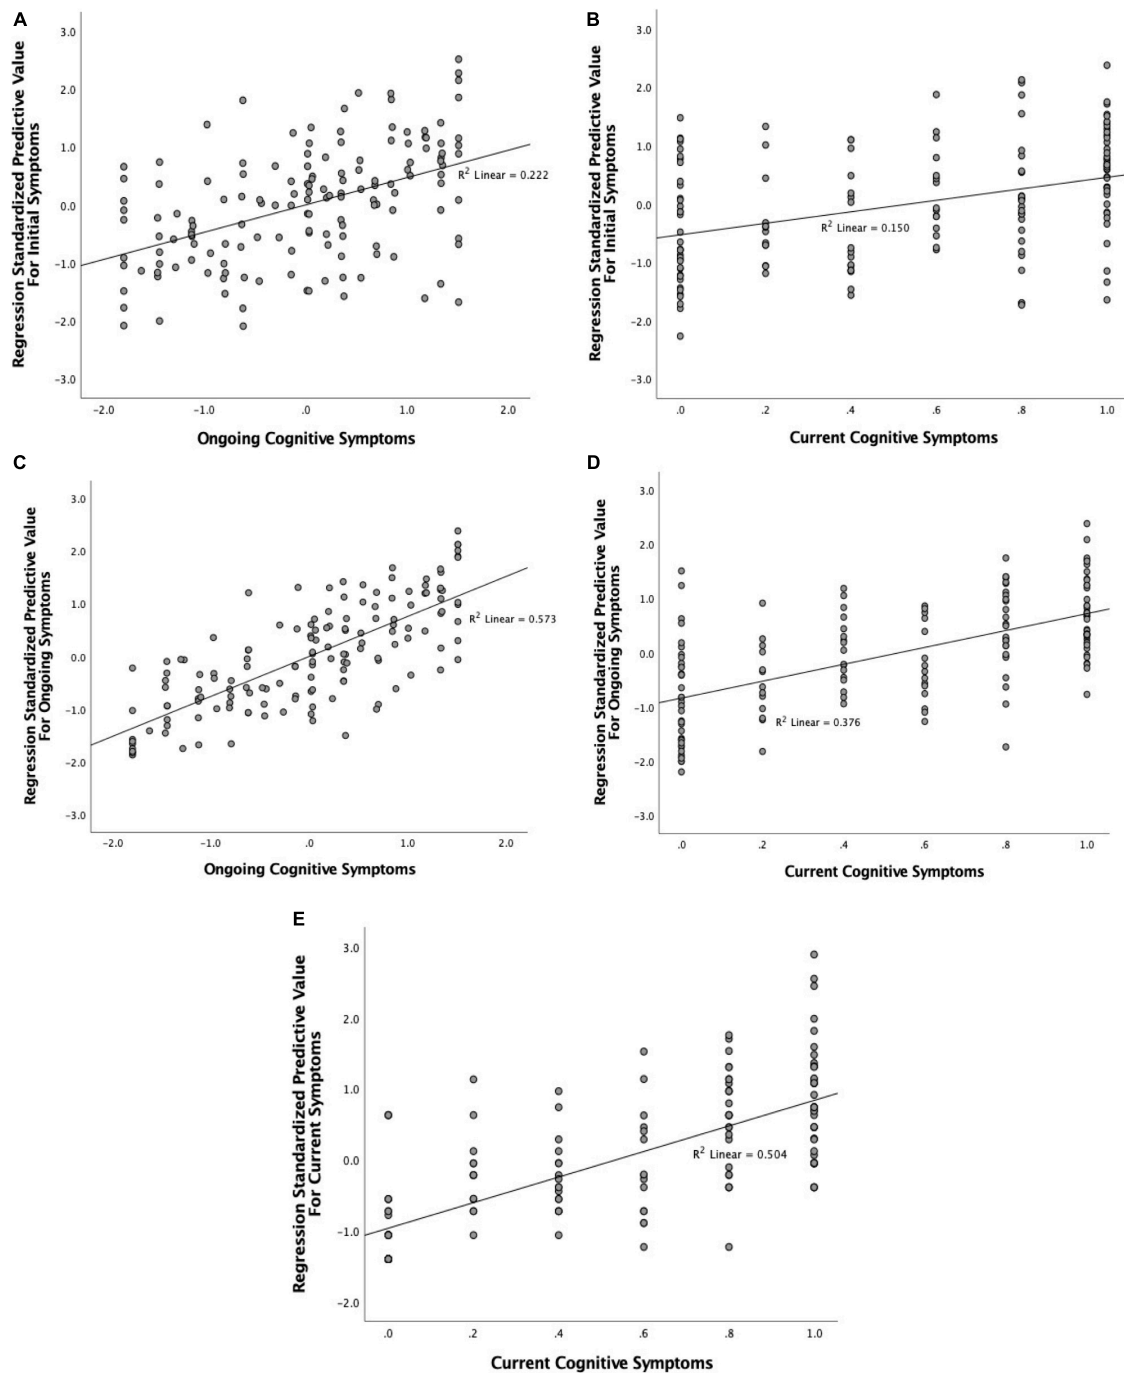 A
Regression Standardized Predictive Value
For Initial Symptoms
3.0
2.0
1.0
0.0
−1.0
−2.0
−3.0
R² Linear = 0.222
-2.0 -1.0 .0 1.0 2.0
Ongoing Cognitive Symptoms
B
Regression Standardized Predictive Value
For Initial Symptoms
3.0
2.0
1.0
0.0
−1.0
−2.0
−3.0
R² Linear = 0.150
.0 .2 .4 .6 .8 1.0
Current Cognitive Symptoms
C
Regression Standardized Predictive Value
For Ongoing Symptoms
3.0
2.0
1.0
0.0
−1.0
−2.0
−3.0
R² Linear = 0.573
-2.0 -1.0 .0 1.0 2.0
Ongoing Cognitive Symptoms
D
Regression Standardized Predictive Value
For Ongoing Symptoms
3.0
2.0
1.0
0.0
−1.0
−2.0
−3.0
R² Linear = 0.376
.0 .2 .4 .6 .8 1.0
Current Cognitive Symptoms
E
Regression Standardized Predictive Value
For Current Symptoms
3.0
2.0
1.0
0.0
−1.0
−2.0
R² Linear = 0.504
.0 .2 .4 .6 .8 1.0
Current Cognitive Symptoms